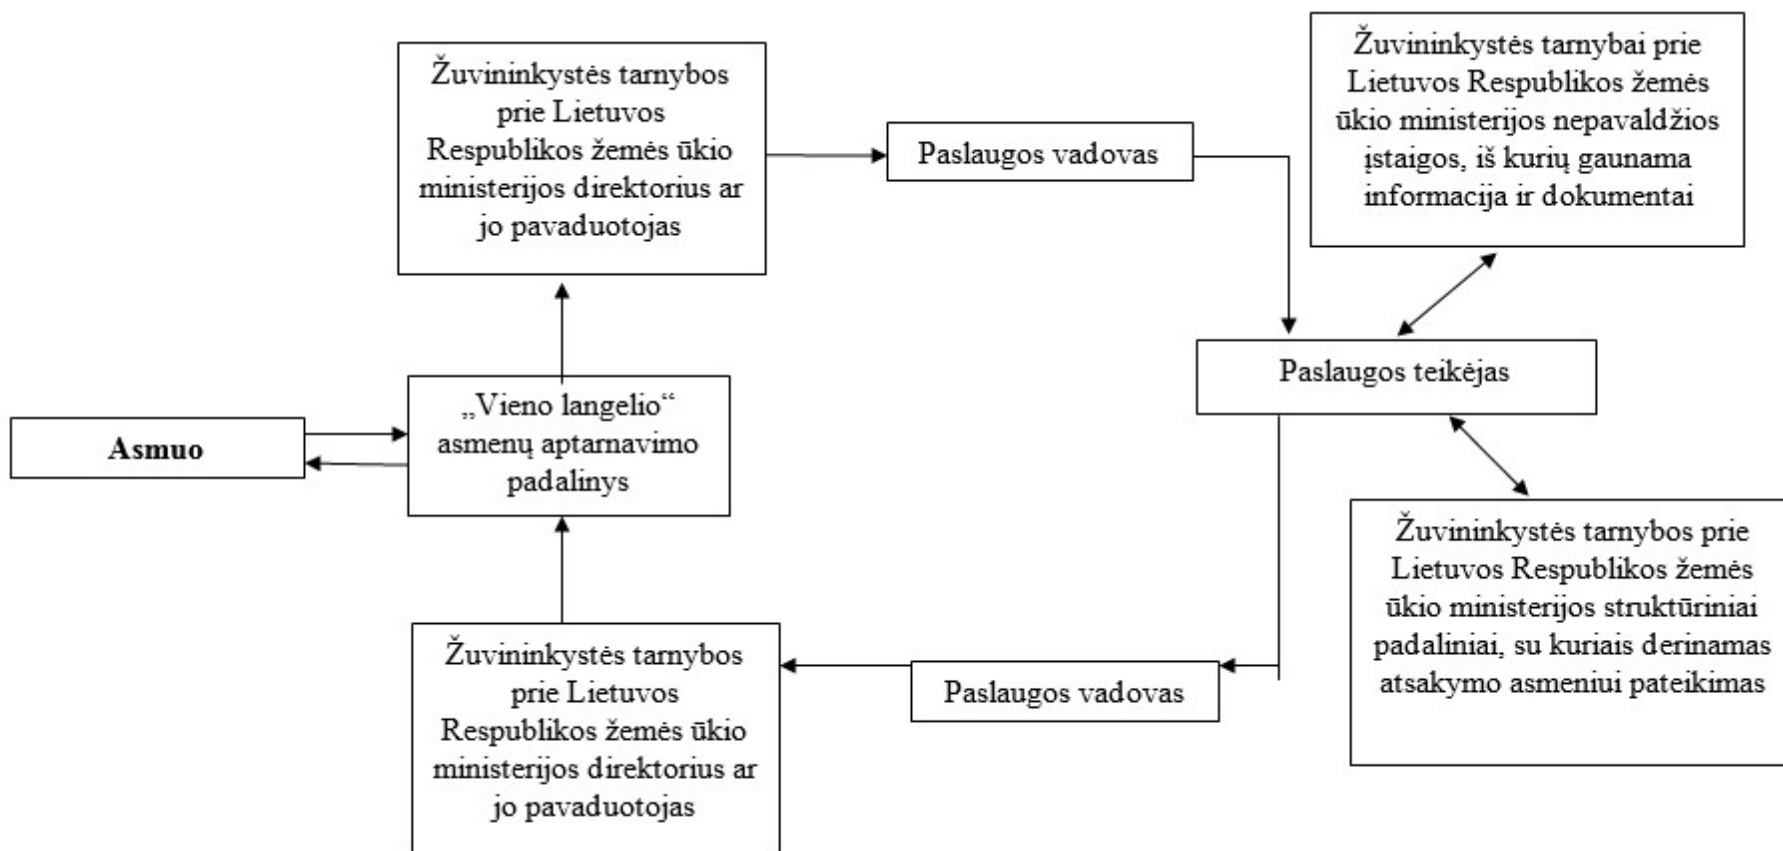 Žuvininkystės tarnybos
prie Lietuvos
Respublikos žemės ūkio
ministerijos direktorius ar
jo pavaduotojas
Paslaugos vadovas
Žuvininkystės tarnybai prie
Lietuvos Respublikos žemės
ūkio ministerijos nepavaldžios
įstaigos, iš kurių gaunama
informacija ir dokumentai
Paslaugos teikėjas
„Vieno langelio“
asmenų aptarnavimo
padalinys
Asmuo
Žuvininkystės tarnybos prie
Lietuvos Respublikos žemės
ūkio ministerijos struktūriniai
padaliniai, su kuriais derinamas
atsakymo asmeniui pateikimas
Paslaugos vadovas
Žuvininkystės tarnybos
prie Lietuvos
Respublikos žemės ūkio
ministerijos direktorius ar
jo pavaduotojas